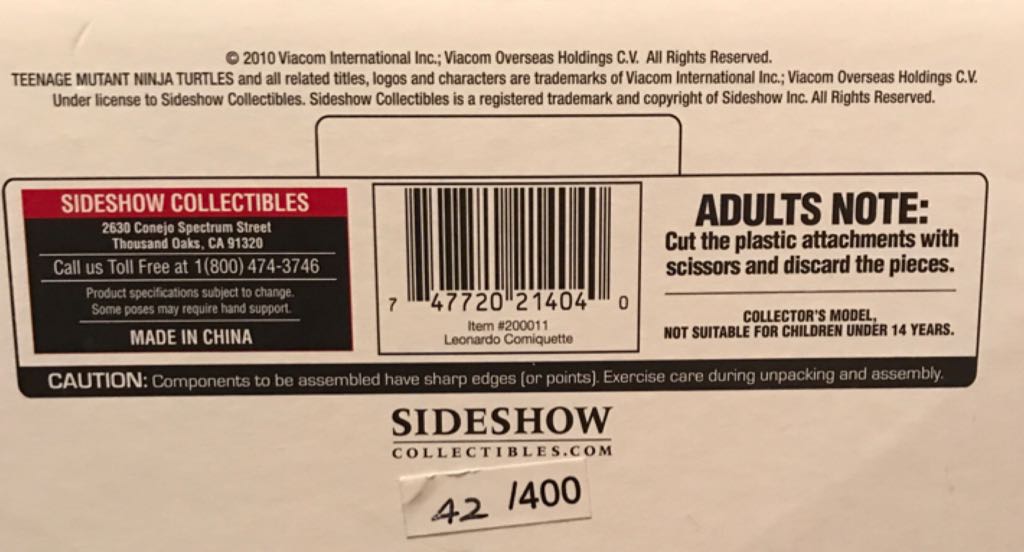 © 2010 Viacom International Inc.; Viacom Overseas Holdings C.V. All Rights Reserved.
TEENAGE MUTANT NINJA TURTLES and all related titles, logos and characters are trademarks of Viacom International Inc.; Viacom Overseas Holdings C.V.
Under license to Sideshow Collectibles. Sideshow Collectibles is a registered trademark and copyright of Sideshow Inc. All Rights Reserved.
SIDESHOW COLLECTIBLES
2630 Conejo Spectrum Street
Thousand Oaks, CA 91320
Call us Toll Free at 1(800) 474-3746
Product specifications subject to change.
Some poses may require hand support.
MADE IN CHINA
7 47720 21404 0
Item #200011
Leonardo Comiquette
ADULTS NOTE:
Cut the plastic attachments with
scissors and discard the pieces.
COLLECTOR'S MODEL,
NOT SUITABLE FOR CHILDREN UNDER 14 YEARS.
CAUTION: Components to be assembled have sharp edges (or points). Exercise care during unpacking and assembly.
SIDESHOW
COLLECTIBLES.COM
42 /400